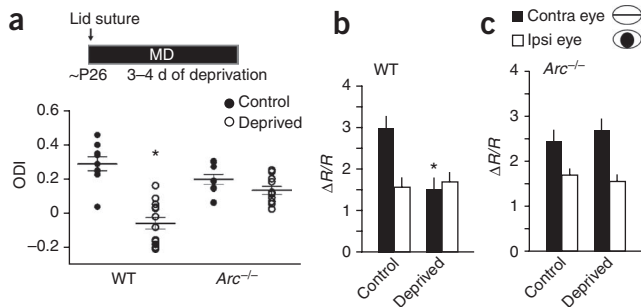 a
Lid suture
MD
~P26 3–4 d of deprivation
Control
Deprived
*
ODI
0.6
0.4
0.2
0
−0.2
WT
Arc−/−
b
Contra eye
Ipsi eye
WT
ΔR/R
4
3
2
1
0
*
Control
Deprived
c
Arc−/−
ΔR/R
4
3
2
1
0
Control
Deprived